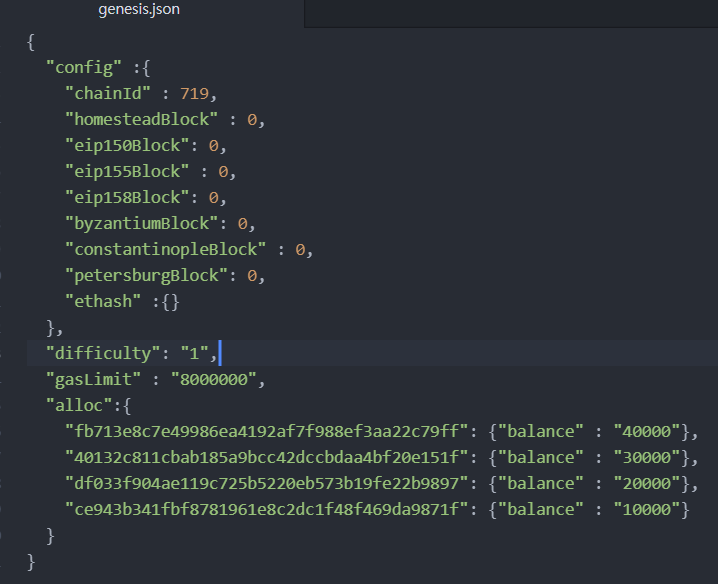 genesis.json
{
"config" :{
"chainId" : 719,
"homesteadBlock" : 0,
"eip150Block": 0,
"eip155Block" : 0,
"eip158Block": 0,
"byzantiumBlock": 0,
"constantinopleBlock" : 0,
"petersburgBlock": 0,
"ethash" :{}
},
"difficulty": "1",
"gasLimit" : "8000000",
"alloc":{
"fb713e8c7e49986ea4192af7f988ef3aa22c79ff": {"balance" : "40000"},
"40132c811cbab185a9bcc42dccbdaa4bf20e151f": {"balance" : "30000"},
"df033f904ae119c725b5220eb573b19fe22b9897": {"balance" : "20000"},
"ce943b341fbf8781961e8c2dc1f48f469da9871f": {"balance" : "10000"}
}
}